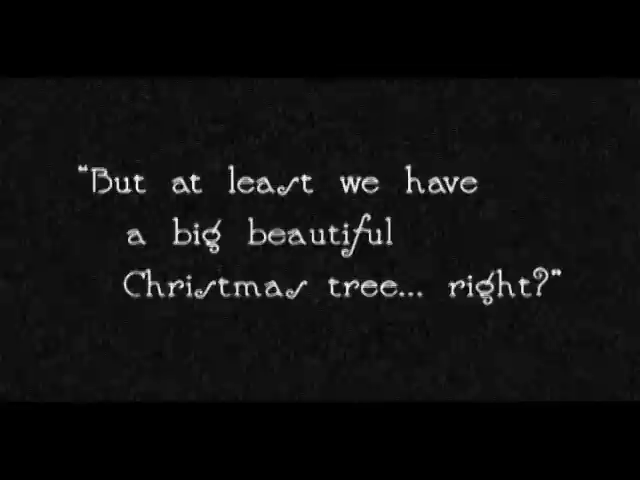 "But at least we have
a big beautiful
Christmas tree... right?"